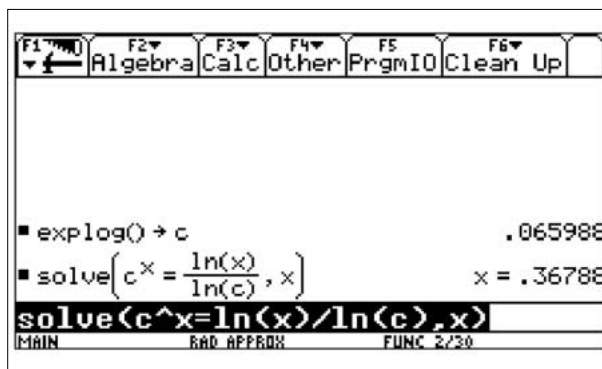 F1 F2▾ F3▾ F4▾ F5 F6▾
▾ Algebra Calc Other PrgmIO Clean Up
▪ explog() → c .065988
▪ solve(c^x = ln(x)/ln(c), x) x = .36788
solve(c^x=ln(x)/ln(c),x)
MAIN RAD APPROX FUNC 2/30